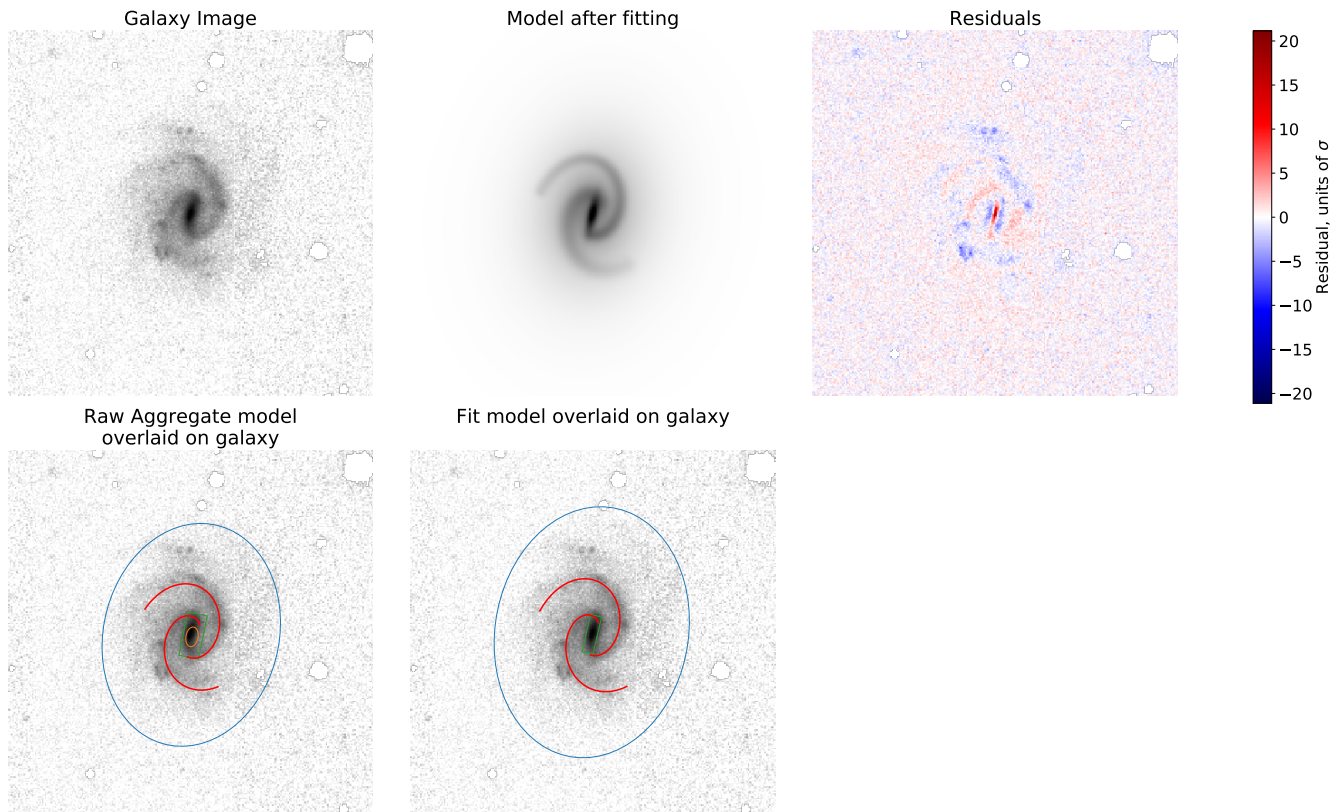 Galaxy Image
Model after fitting
Residuals
20
15
10
5
0
−5
−10
−15
−20
Residual, units of σ
Raw Aggregate model
overlaid on galaxy
Fit model overlaid on galaxy